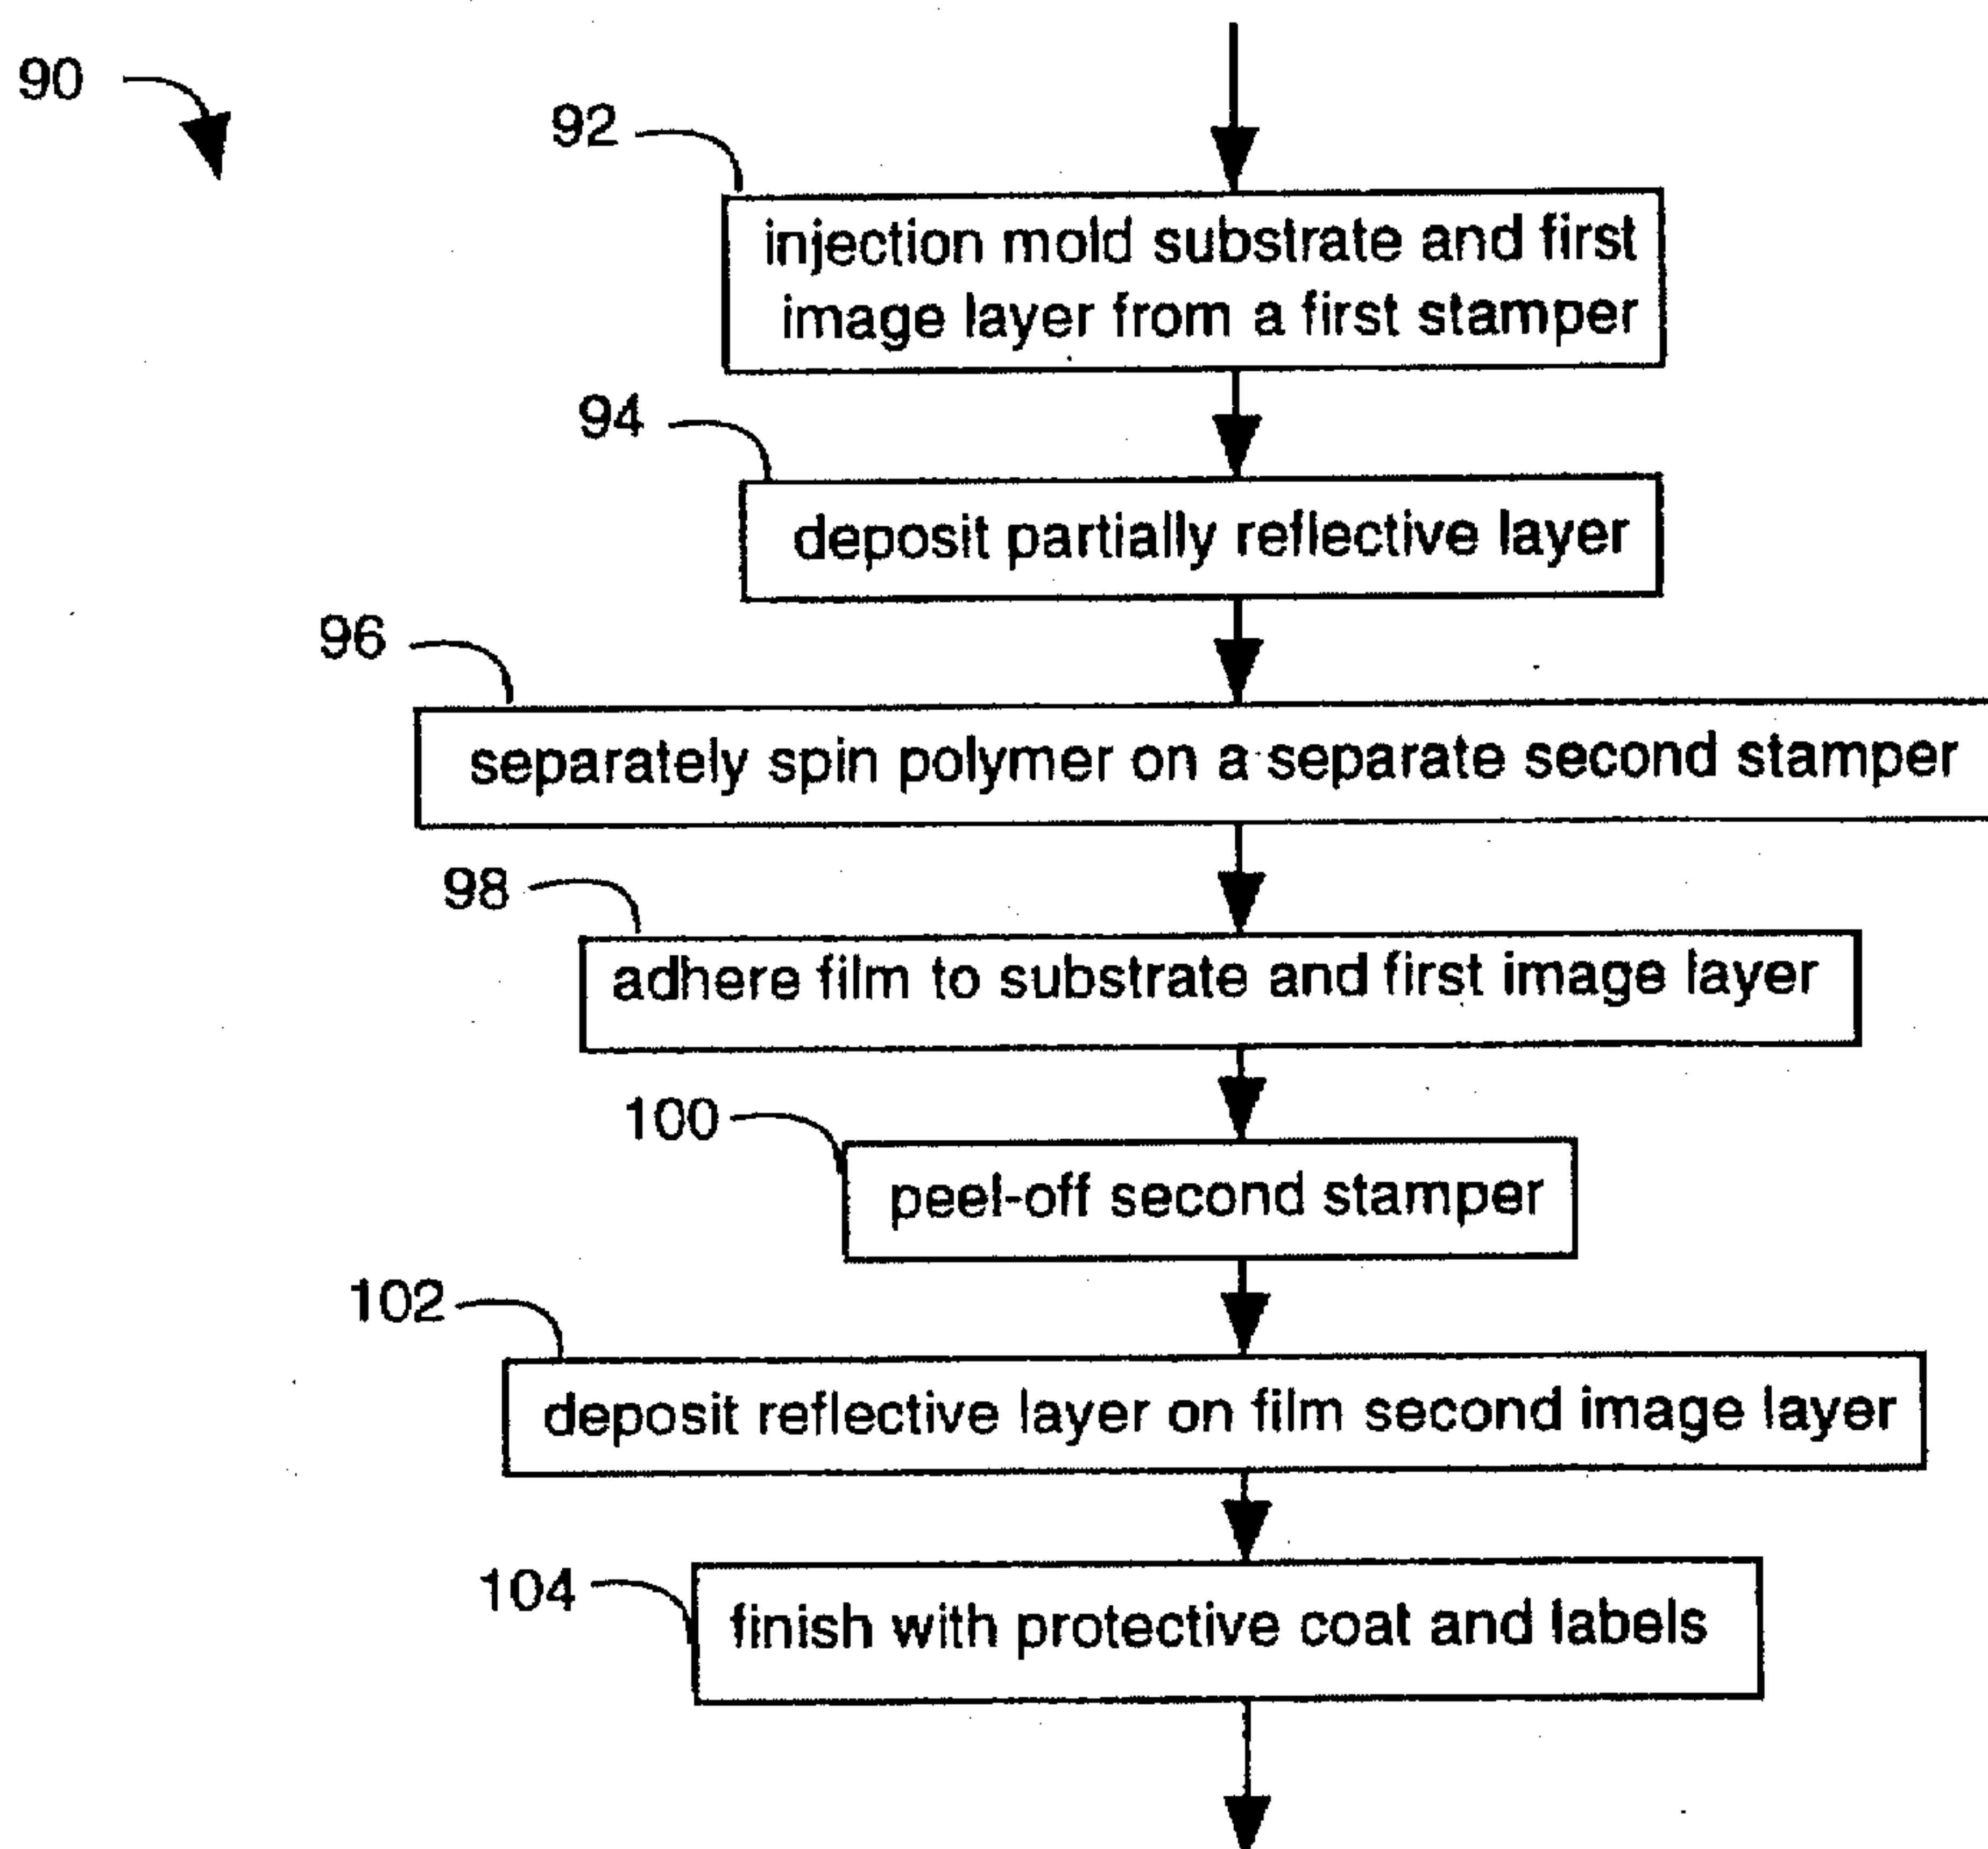 90
92
injection mold substrate and first
image layer from a first stamper
94
deposit partially reflective layer
96
separately spin polymer on a separate second stamper
98
adhere film to substrate and first image layer
100
peel-off second stamper
102
deposit reflective layer on film second image layer
104
finish with protective coat and labels